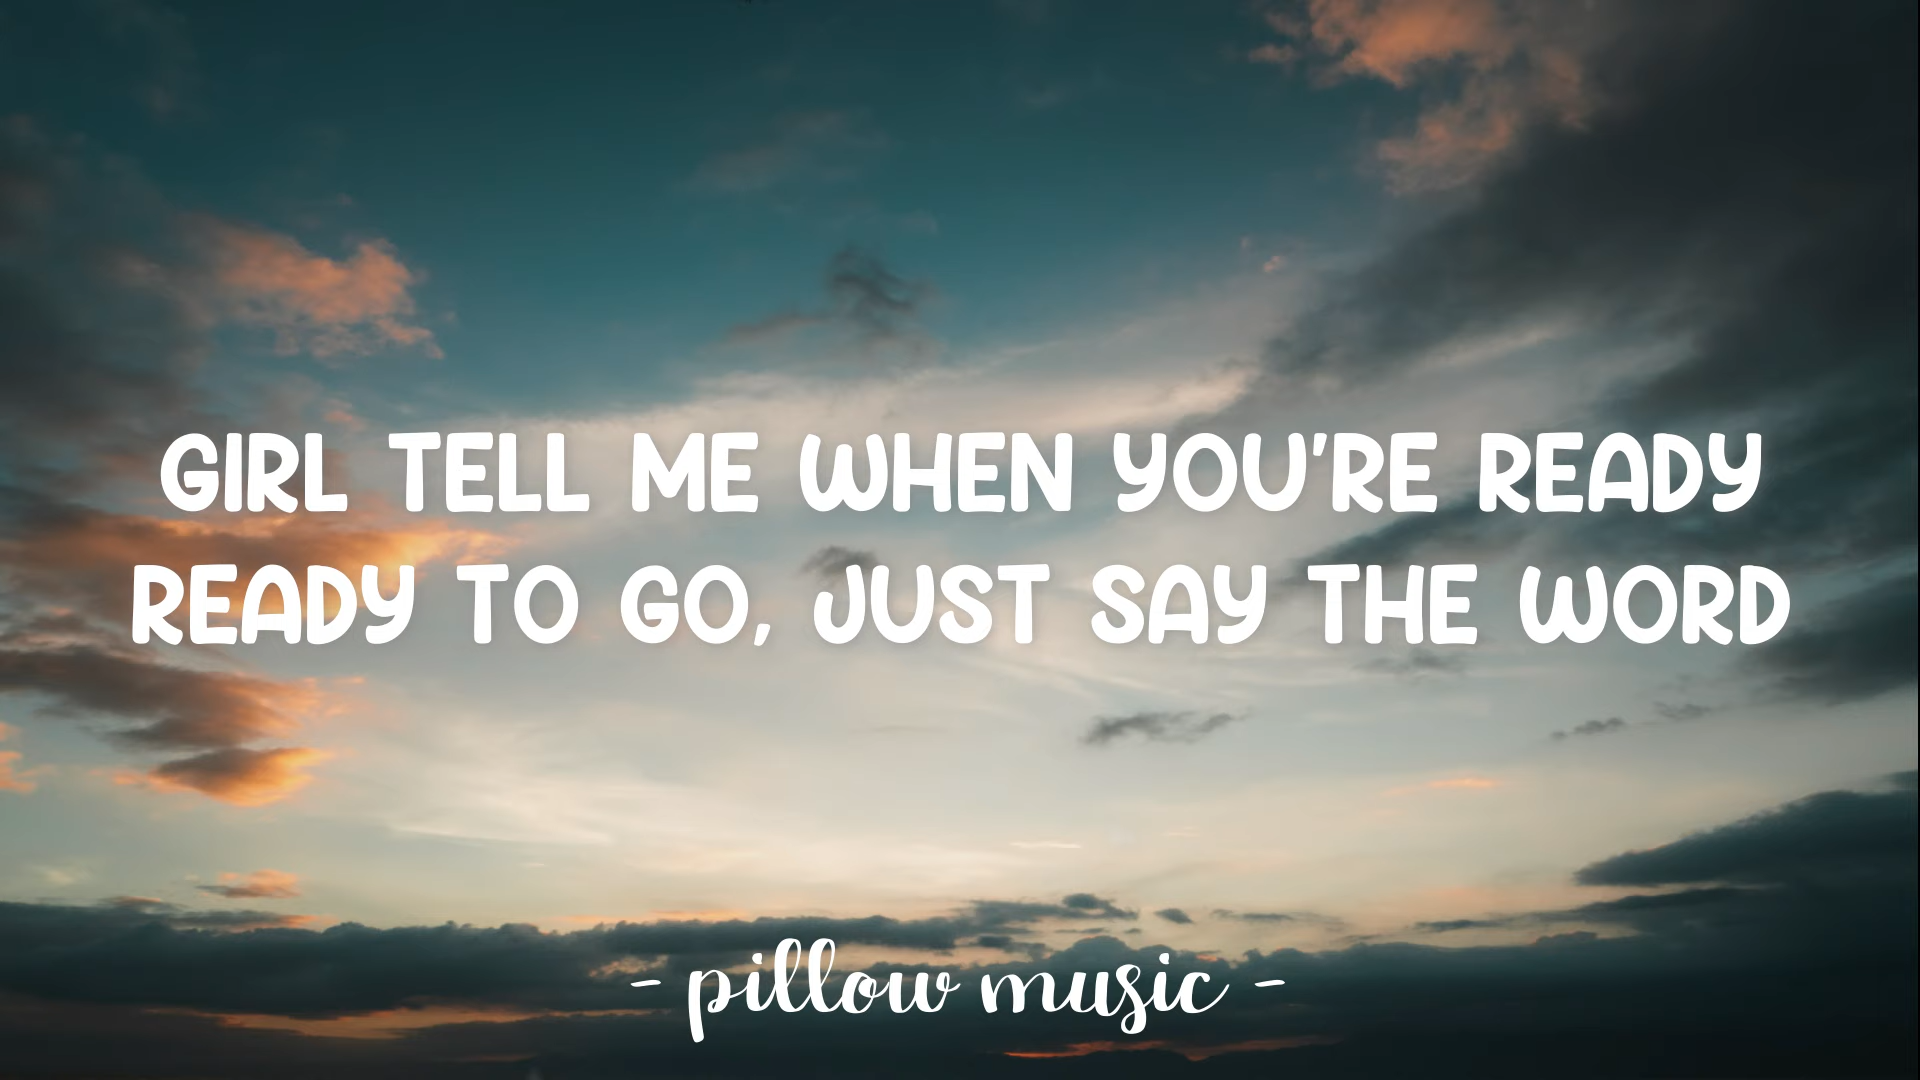 GIRL TELL ME WHEN YOU'RE READY
READY TO GO, JUST SAY THE WORD
- pillow music -